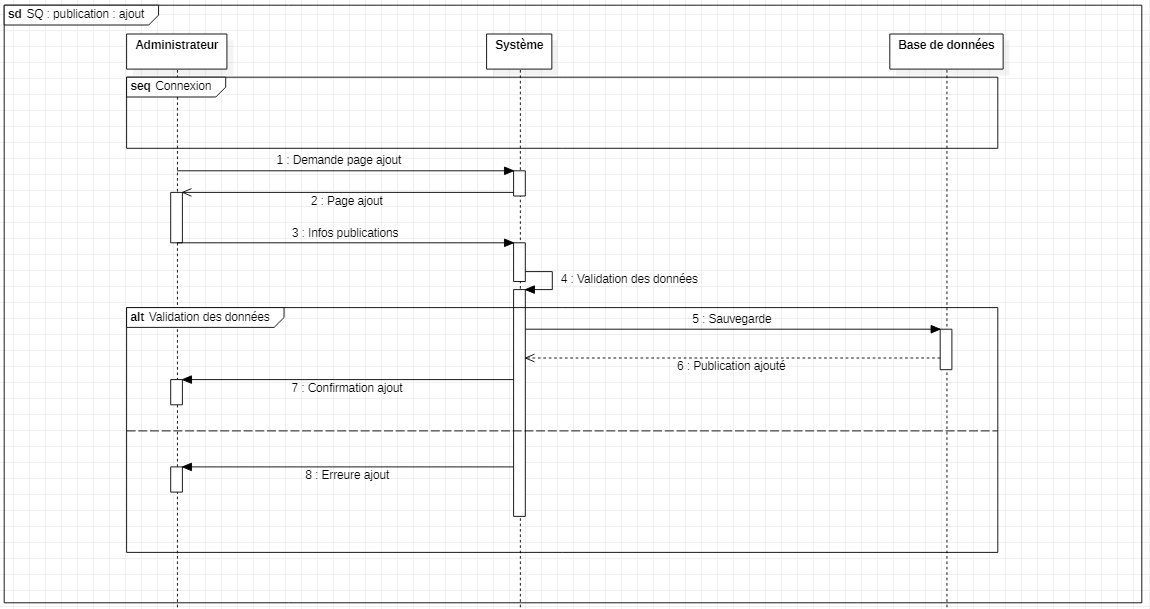 sd SQ : publication : ajout
Administrateur
Système
Base de données
seq Connexion
1 : Demande page ajout
2 : Page ajout
3 : Infos publications
4 : Validation des données
alt Validation des données
5 : Sauvegarde
6 : Publication ajouté
7 : Confirmation ajout
8 : Erreure ajout